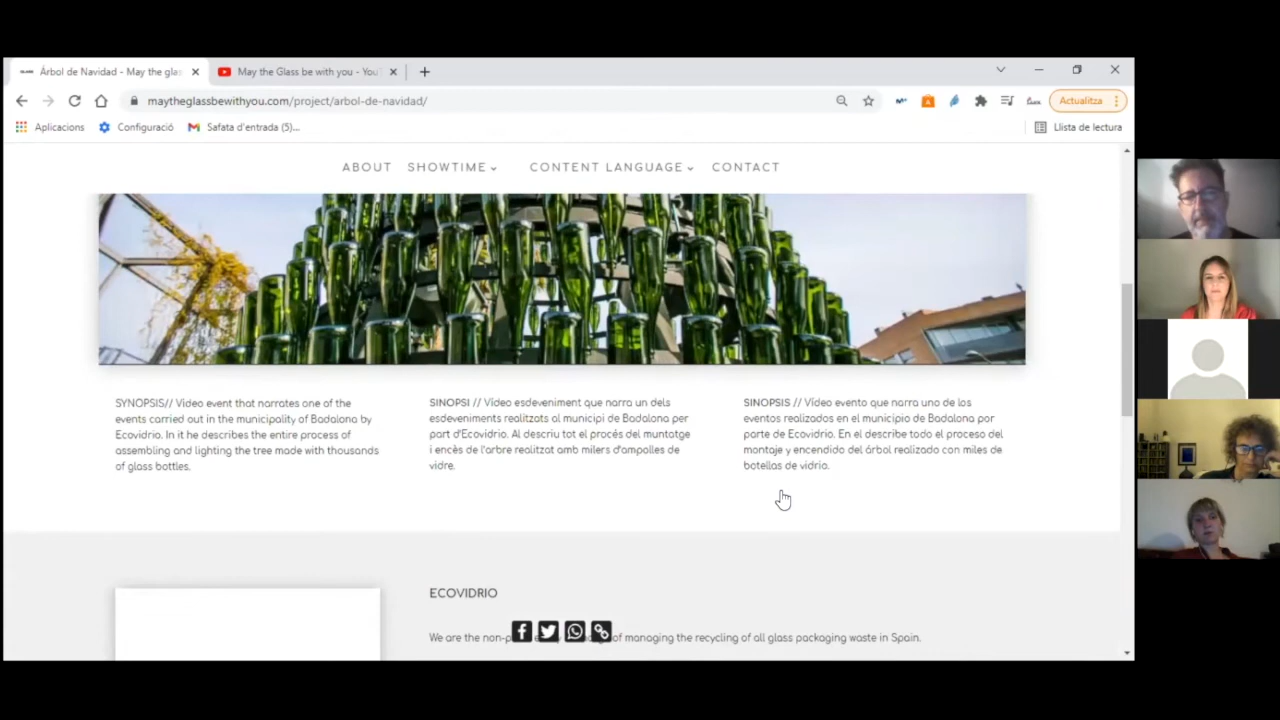 Árbol de Navidad - May the glas
May the Glass be with you - You
maytheglassbewithyou.com/project/arbol-de-navidad/
Actualitza
Aplicacions
Configuració
Safata d'entrada (5)...
Llista de lectura
ABOUT SHOWTIME CONTENT LANGUAGE CONTACT
SYNOPSIS// Video event that narrates one of the
events carried out in the municipality of Badalona by
Ecovidrio. In it he describes the entire process of
assembling and lighting the tree made with thousands
of glass bottles.
SINOPSI // Vídeo esdeveniment que narra un dels
esdeveniments realitzats al municipi de Badalona per
part d'Ecovidrio. Al descriu tot el procés del muntatge
i encès de l'arbre realitzat amb milers d'ampolles de
vidre.
SINOPSIS // Vídeo evento que narra uno de los
eventos realizados en el municipio de Badalona por
parte de Ecovidrio. En el describe todo el proceso del
montaje y encendido del árbol realizado con miles de
botellas de vidrio.
ECOVIDRIO
We are the non-p of managing the recycling of all glass packaging waste in Spain.